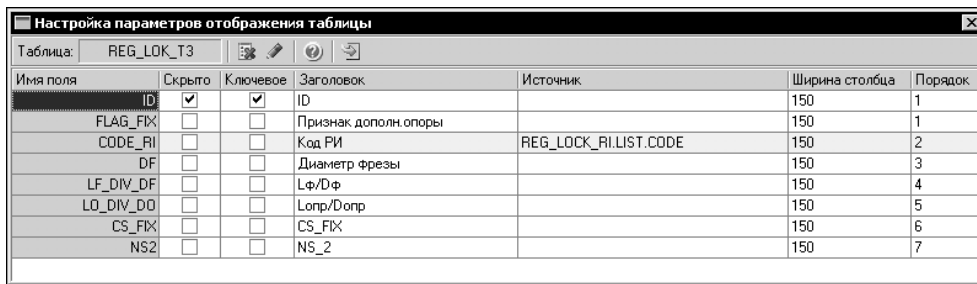 Настройка параметров отображения таблицы
Таблица: REG_LOK_T3
Имя поля Скрыто Ключевое Заголовок Источник Ширина столбца Порядок
ID ID 150 1
FLAG_FIX Признак дополн.опоры 150 1
CODE_RI Код РИ REG_LOCK_RI.LIST.CODE 150 2
DF Диаметр фрезы 150 3
LF_DIV_DF Lф/Dф 150 4
LO_DIV_DO Lопр/Dопр 150 5
CS_FIX CS_FIX 150 6
NS2 NS_2 150 7